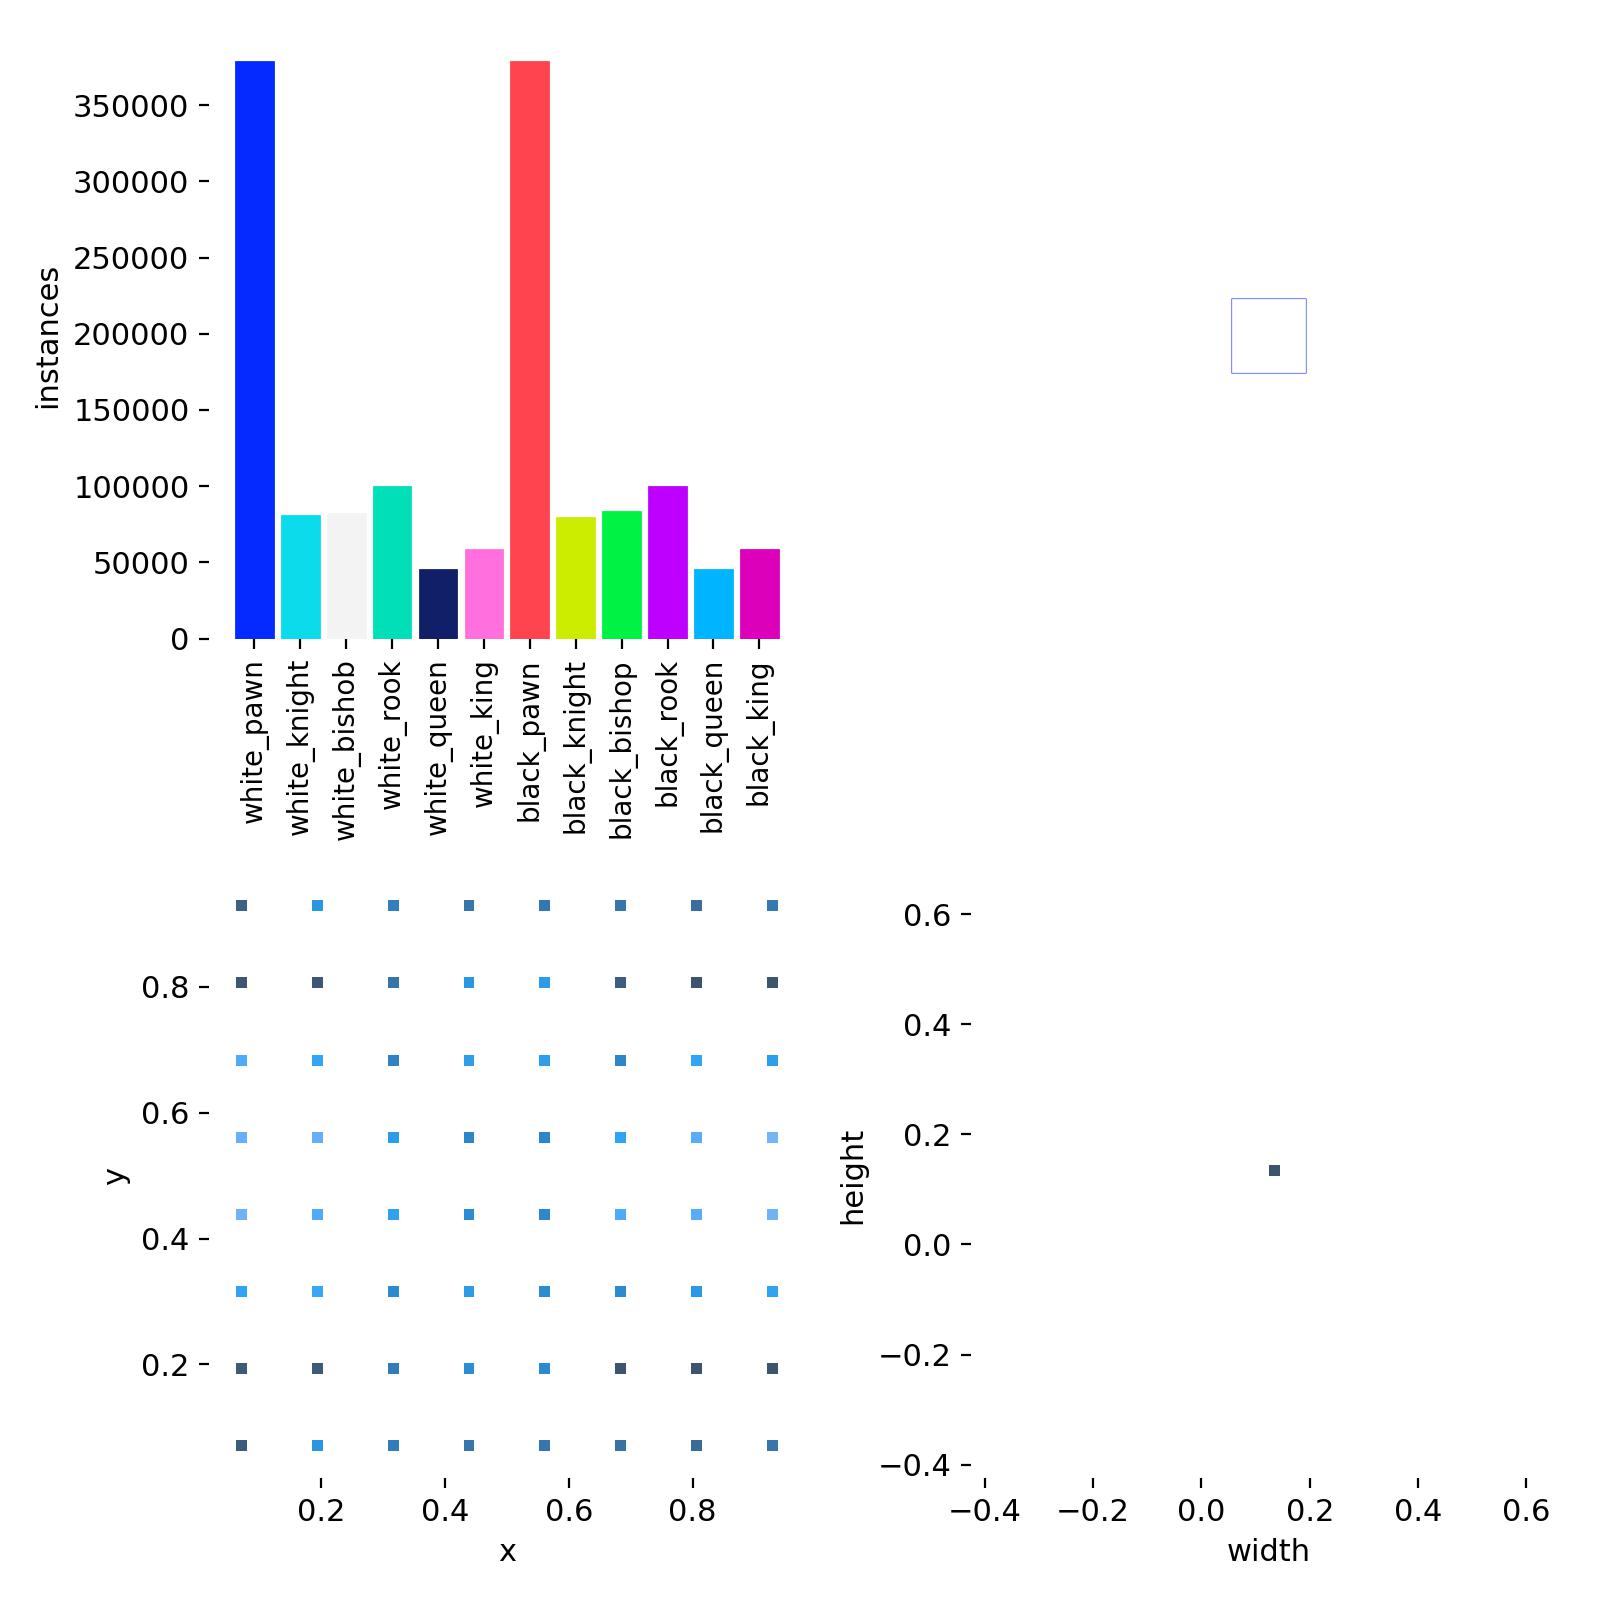 350000
300000
250000
200000
150000
100000
50000
0
instances
white_pawn
white_knight
white_bishob
white_rook
white_queen
white_king
black_pawn
black_knight
black_bishop
black_rook
black_queen
black_king
0.8
0.6
0.4
0.2
y
0.2 0.4 0.6 0.8
x
0.6
0.4
0.2
0.0
−0.2
−0.4
height
−0.4 −0.2 0.0 0.2 0.4 0.6
width